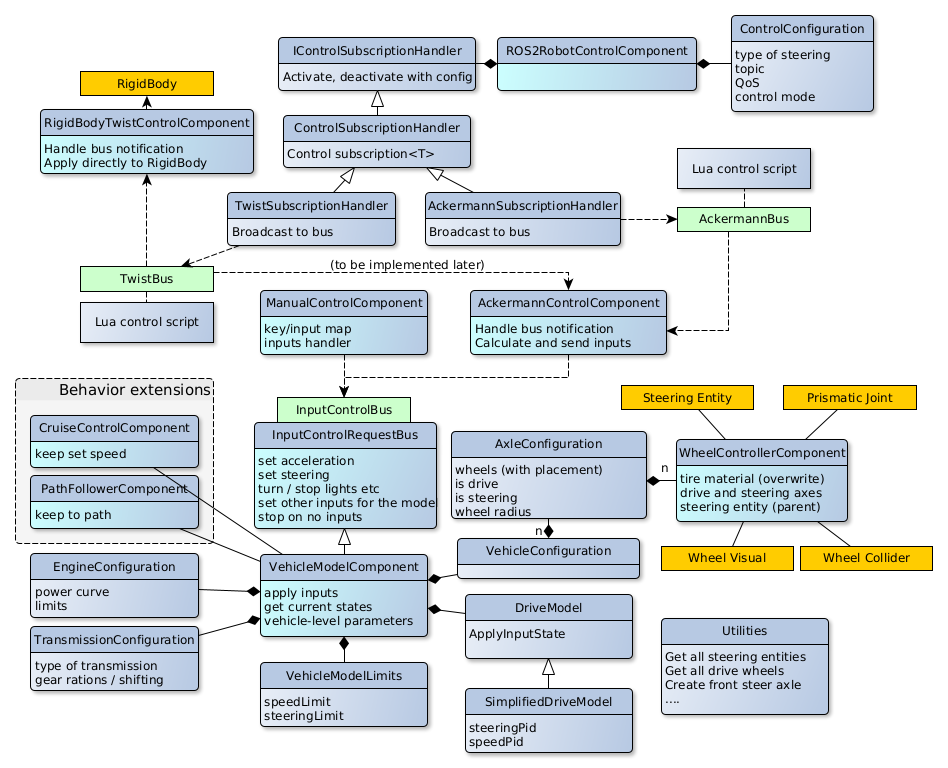 IControlSubscriptionHandler
Activate, deactivate with config
ROS2RobotControlComponent
ControlConfiguration
type of steering
topic
QoS
control mode
RigidBody
RigidBodyTwistControlComponent
Handle bus notification
Apply directly to RigidBody
ControlSubscriptionHandler
Control subscription<T>
Lua control script
TwistSubscriptionHandler
Broadcast to bus
AckermannSubscriptionHandler
Broadcast to bus
AckermannBus
TwistBus
(to be implemented later)
Lua control script
ManualControlComponent
key/input map
inputs handler
AckermannControlComponent
Handle bus notification
Calculate and send inputs
Behavior extensions
CruiseControlComponent
keep set speed
PathFollowerComponent
keep to path
InputControlBus
InputControlRequestBus
set acceleration
set steering
turn / stop lights etc
set other inputs for the model
stop on no inputs
AxleConfiguration
wheels (with placement)
is drive
is steering
wheel radius
n
n
Steering Entity
Prismatic Joint
WheelControllerComponent
tire material (overwrite)
drive and steering axes
steering entity (parent)
Wheel Visual
Wheel Collider
EngineConfiguration
power curve
limits
VehicleModelComponent
apply inputs
get current states
vehicle-level parameters
VehicleConfiguration
TransmissionConfiguration
type of transmission
gear rations / shifting
DriveModel
ApplyInputState
Utilities
Get all steering entities
Get all drive wheels
Create front steer axle
....
VehicleModelLimits
speedLimit
steeringLimit
SimplifiedDriveModel
steeringPid
speedPid